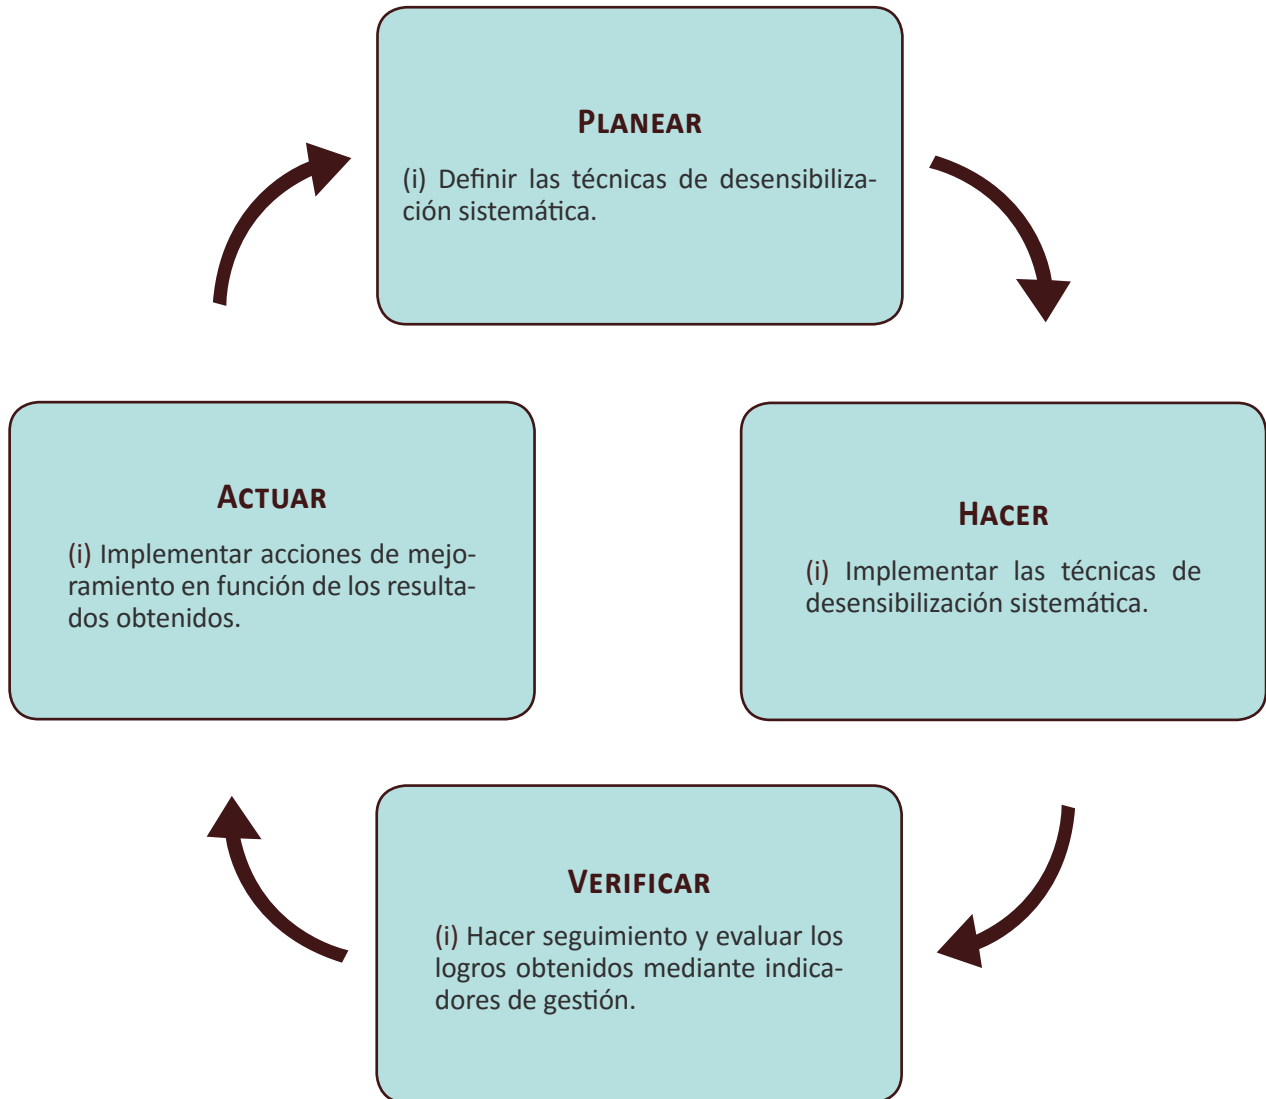 PLANEAR
(i) Definir las técnicas de desensibiliza-
ción sistemática.
ACTUAR
(i) Implementar acciones de mejo-
ramiento en función de los resulta-
dos obtenidos.
HACER
(i) Implementar las técnicas de
desensibilización sistemática.
VERIFICAR
(i) Hacer seguimiento y evaluar los
logros obtenidos mediante indica-
dores de gestión.